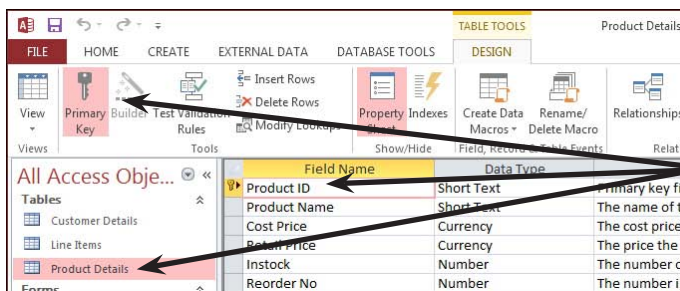 TABLE TOOLS Product Details
FILE HOME CREATE EXTERNAL DATA DATABASE TOOLS DESIGN
View Primary Key Builder Test Validation Rules Insert Rows Delete Rows Modify Lookups Property Sheet Indexes Create Data Macros Rename/ Delete Macro Relationships
Views Tools Show/Hide Field, Record & Table Events Relat
All Access Obje... «
Tables
Customer Details
Line Items
Product Details
Forms
Field Name Data Type
Product ID Short Text Primary key f
Product Name Short Text The name of t
Cost Price Currency The cost price
Retail Price Currency The price the
Instock Number The number o
Reorder No Number The number i